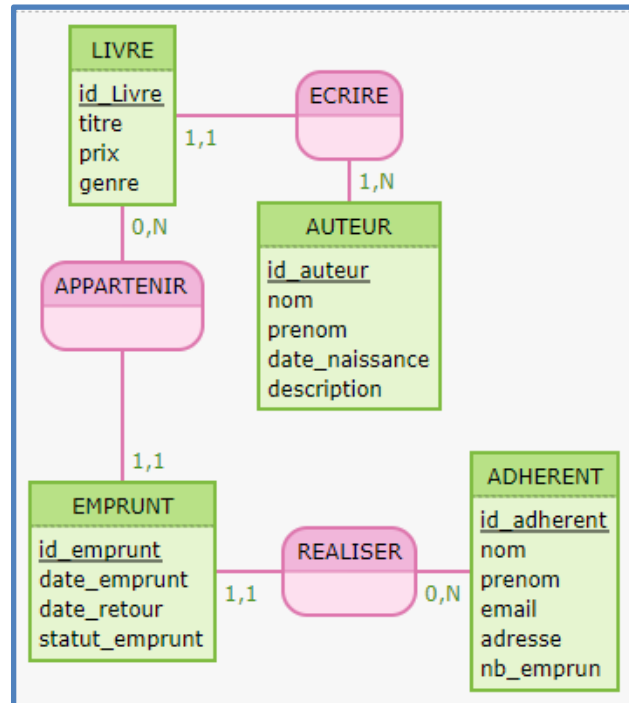 LIVRE
id_Livre
titre
prix
genre
1,1
ECRIRE
1,N
0,N
AUTEUR
id_auteur
nom
prenom
date_naissance
description
APPARTENIR
1,1
EMPRUNT
id_emprunt
date_emprunt
date_retour
statut_emprunt
1,1
REALISER
0,N
ADHERENT
id_adherent
nom
prenom
email
adresse
nb_emprun